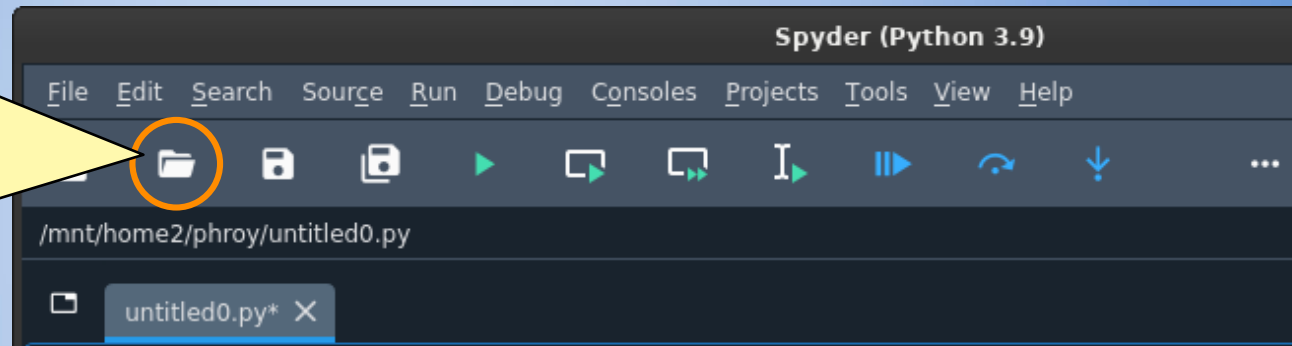 Spyder (Python 3.9)
File Edit Search Source Run Debug Consoles Projects Tools View Help
/mnt/home2/phroy/untitled0.py
untitled0.py*